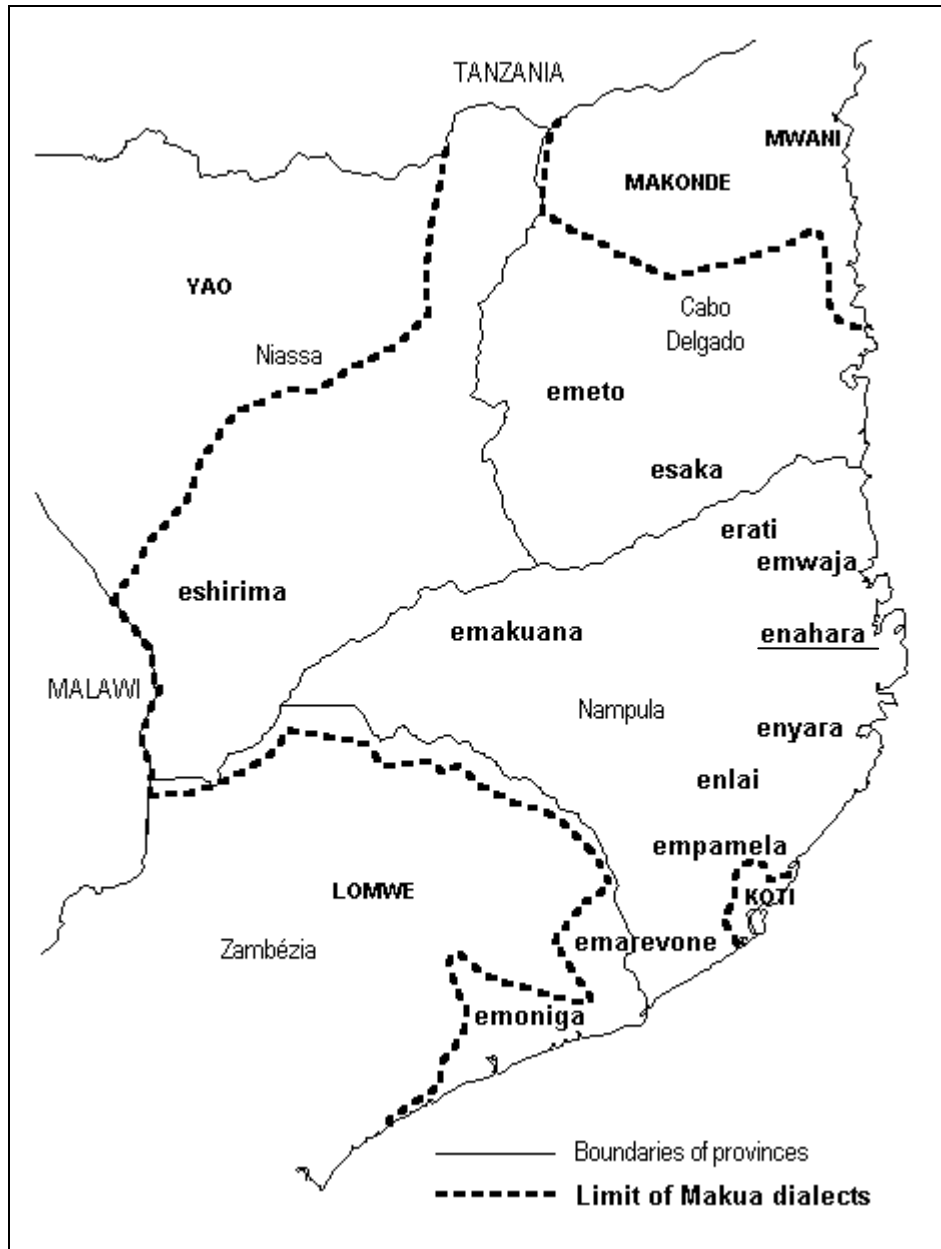 TANZANIA
MWANI
MAKONDE
YAO
Cabo
Delgado
Niassa
emeto
esaka
erati
emwaja
eshirima
emakuana
enahara
MALAWI
Nampula
enyara
enlai
empamela
LOMWE
KOTI
emarevone
Zambézia
emoniga
Boundaries of provinces
Limit of Makua dialects